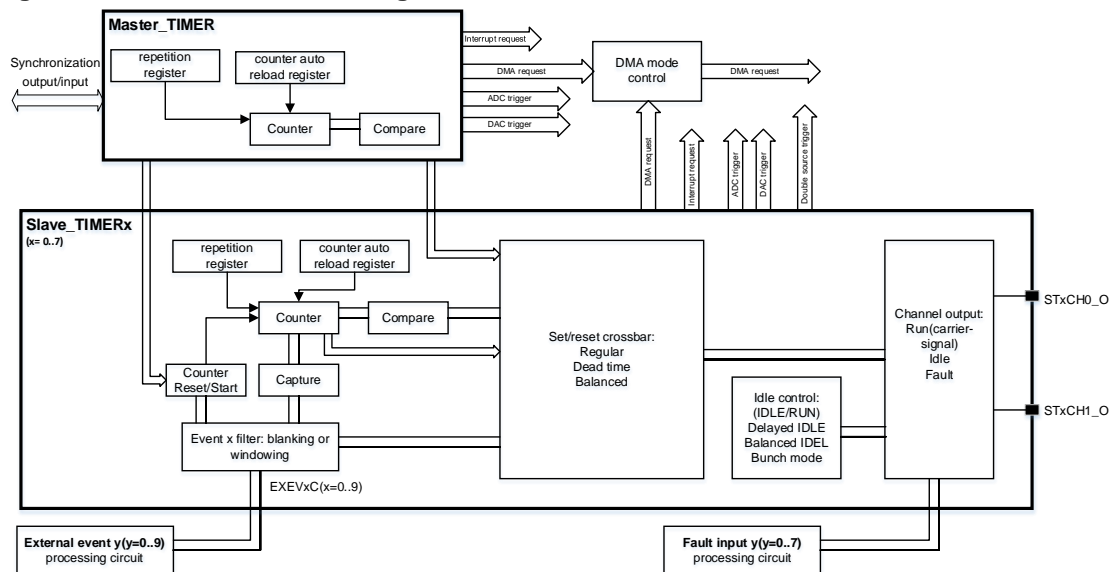 Master_TIMER
Interrupt request
Synchronization
output/input
repetition
register
counter auto
reload register
DMA request
DMA mode
control
DMA request
ADC trigger
Counter
Compare
DAC trigger
DMA request
Interrupt request
ADC trigger
DAC trigger
Double source trigger
Slave_TIMERx
(x= 0..7)
repetition
register
counter auto
reload register
Counter
Compare
Counter
Reset/Start
Capture
Event x filter: blanking or
windowing
EXEVxC(x=0..9)
Set/reset crossbar:
Regular
Dead time
Balanced
Idle control:
(IDLE/RUN)
Delayed IDLE
Balanced IDEL
Bunch mode
Channel output:
Run(carrier-
signal)
Idle
Fault
STxCH0_O
STxCH1_O
External event y(y=0..9)
processing circuit
Fault input y(y=0..7)
processing circuit